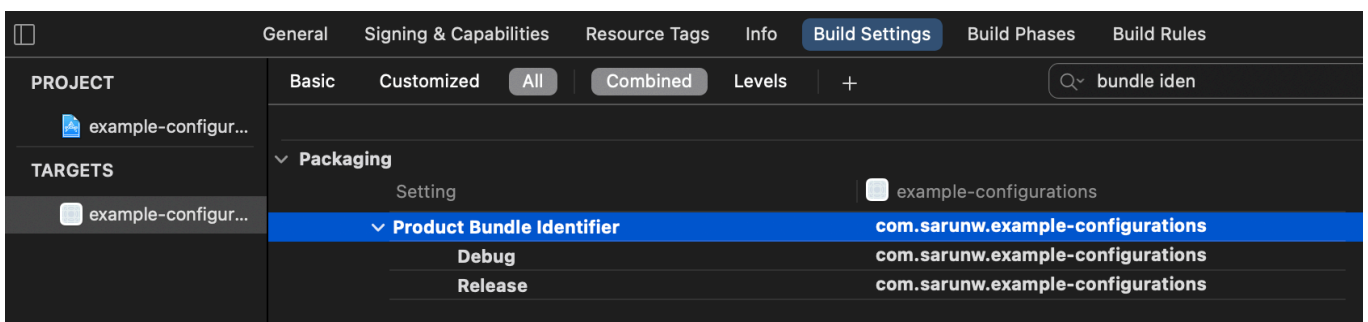 General Signing & Capabilities Resource Tags Info Build Settings Build Phases Build Rules
PROJECT
example-configur...
TARGETS
example-configur...
Basic Customized All Combined Levels + bundle iden
Packaging
Setting example-configurations
Product Bundle Identifier com.sarunw.example-configurations
Debug com.sarunw.example-configurations
Release com.sarunw.example-configurations